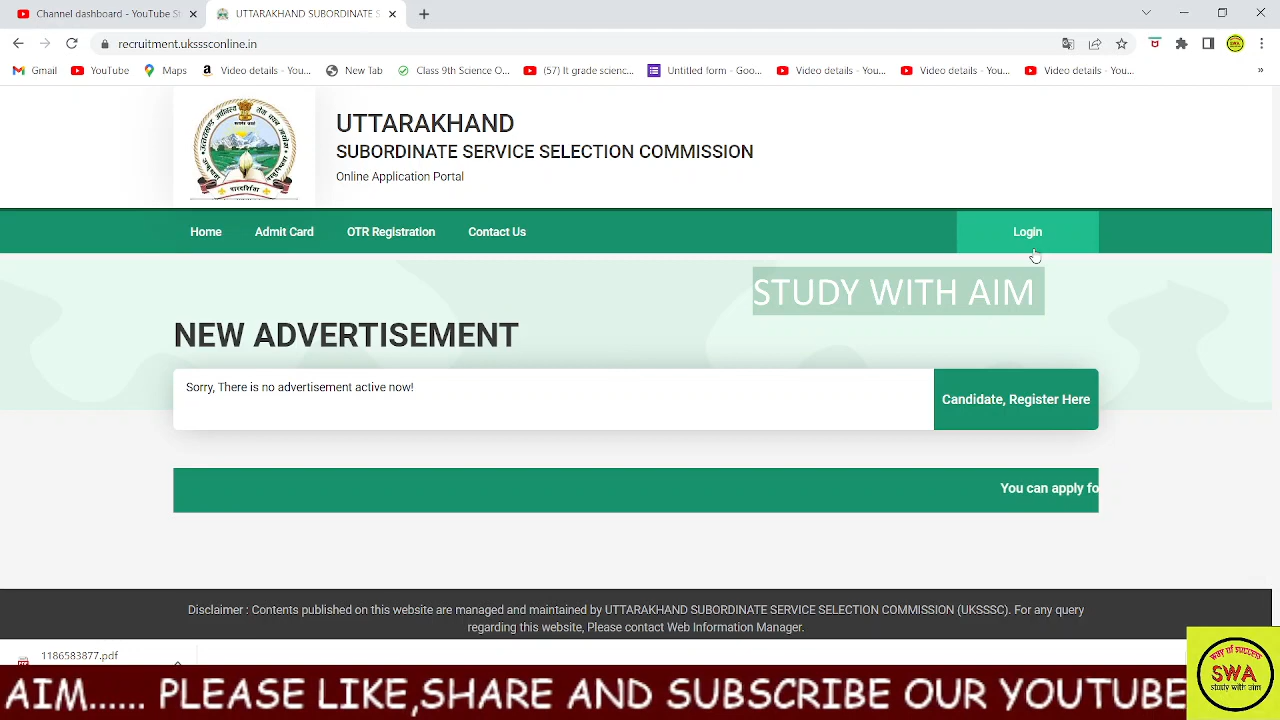 Channel dashboard - YouTube St
UTTARAKHAND SUBORDINATE S
recruitment.uksssconline.in
Gmail
YouTube
Maps
Video details - You...
New Tab
Class 9th Science O...
(57) lt grade scienc...
Untitled form - Goo...
Video details - You...
Video details - You...
Video details - You...
UTTARAKHAND
SUBORDINATE SERVICE SELECTION COMMISSION
Online Application Portal
Home
Admit Card
OTR Registration
Contact Us
Login
STUDY WITH AIM
NEW ADVERTISEMENT
Sorry, There is no advertisement active now!
Candidate, Register Here
You can apply fo
Disclaimer : Contents published on this website are managed and maintained by UTTARAKHAND SUBORDINATE SERVICE SELECTION COMMISSION (UKSSSC). For any query
regarding this website, Please contact Web Information Manager.
1186583877.pdf
AIM...... PLEASE LIKE,SHARE AND SUBSCRIBE OUR YOUTUBE
way of success
SWA
study with aim